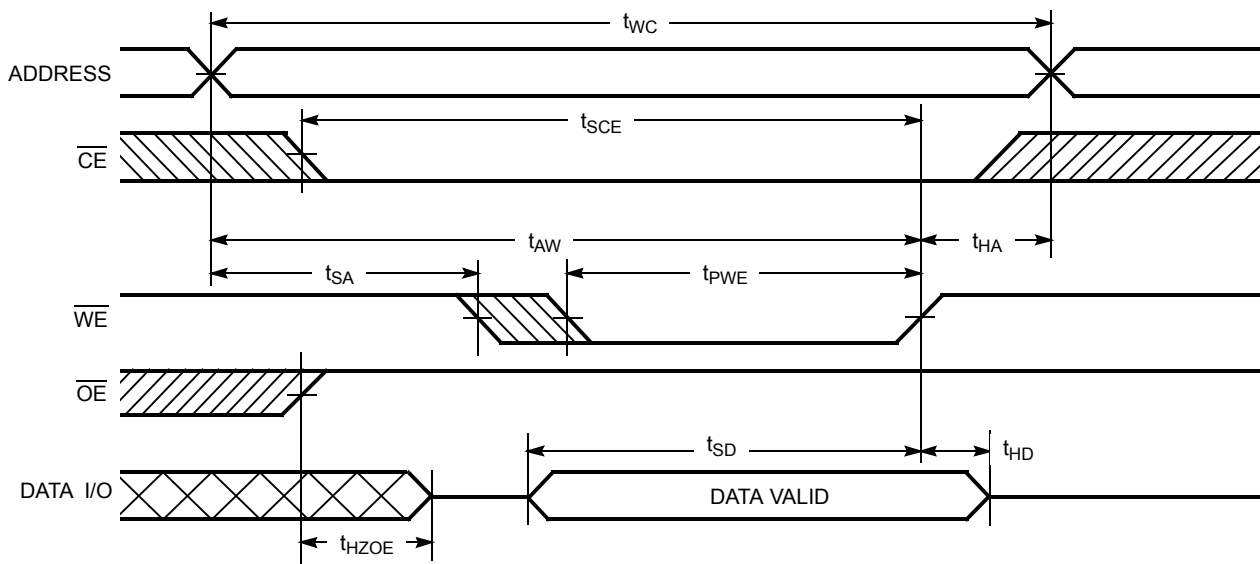 tWC
ADDRESS
tSCE
CE
tAW
tHA
tSA
tPWE
WE
OE
tSD
tHD
DATA I/O
DATA VALID
tHZOE